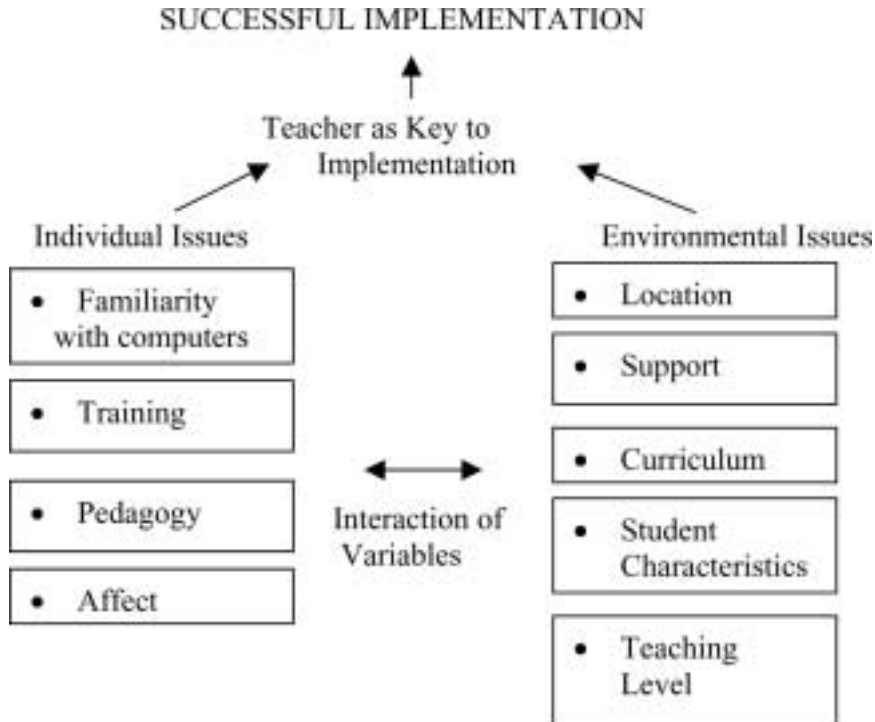 SUCCESSFUL IMPLEMENTATION
Teacher as Key to
Implementation
Individual Issues
• Familiarity
with computers
• Training
• Pedagogy
• Affect
Interaction of
Variables
Environmental Issues
• Location
• Support
• Curriculum
• Student
Characteristics
• Teaching
Level